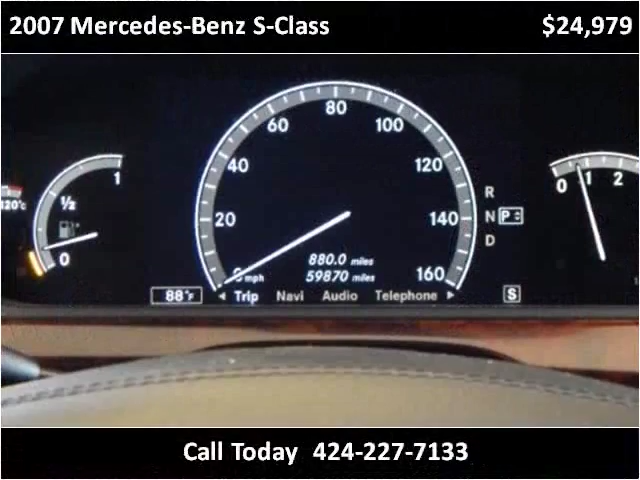 2007 Mercedes-Benz S-Class $24,979
80
60 100
40 120
20 140
0 mph 160
120°C
1
½
0
R
N P
D
0 1 2
880.0 miles
59870 miles
88°F Trip Navi Audio Telephone S
Call Today 424-227-7133